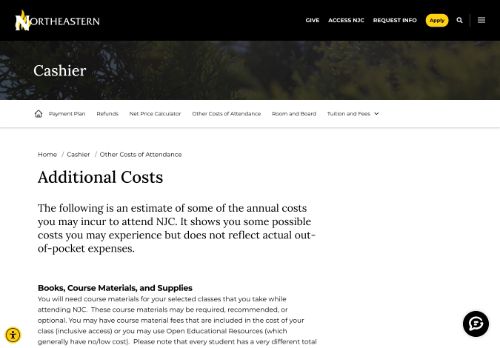 NORTHEASTERN
GIVE ACCESS NJC REQUEST INFO Apply
Cashier
Payment Plan Refunds Net Price Calculator Other Costs of Attendance Room and Board Tuition and Fees
Home / Cashier / Other Costs of Attendance
Additional Costs
The following is an estimate of some of the annual costs
you may incur to attend NJC. It shows you some possible
costs you may experience but does not reflect actual out-
of-pocket expenses.
Books, Course Materials, and Supplies
You will need course materials for your selected classes that you take while
attending NJC. These course materials may be required, recommended, or
optional. You may have course material fees that are included in the cost of your
class (inclusive access) or you may use Open Educational Resources (which
generally have no/low cost). Please note that every student has a very different total